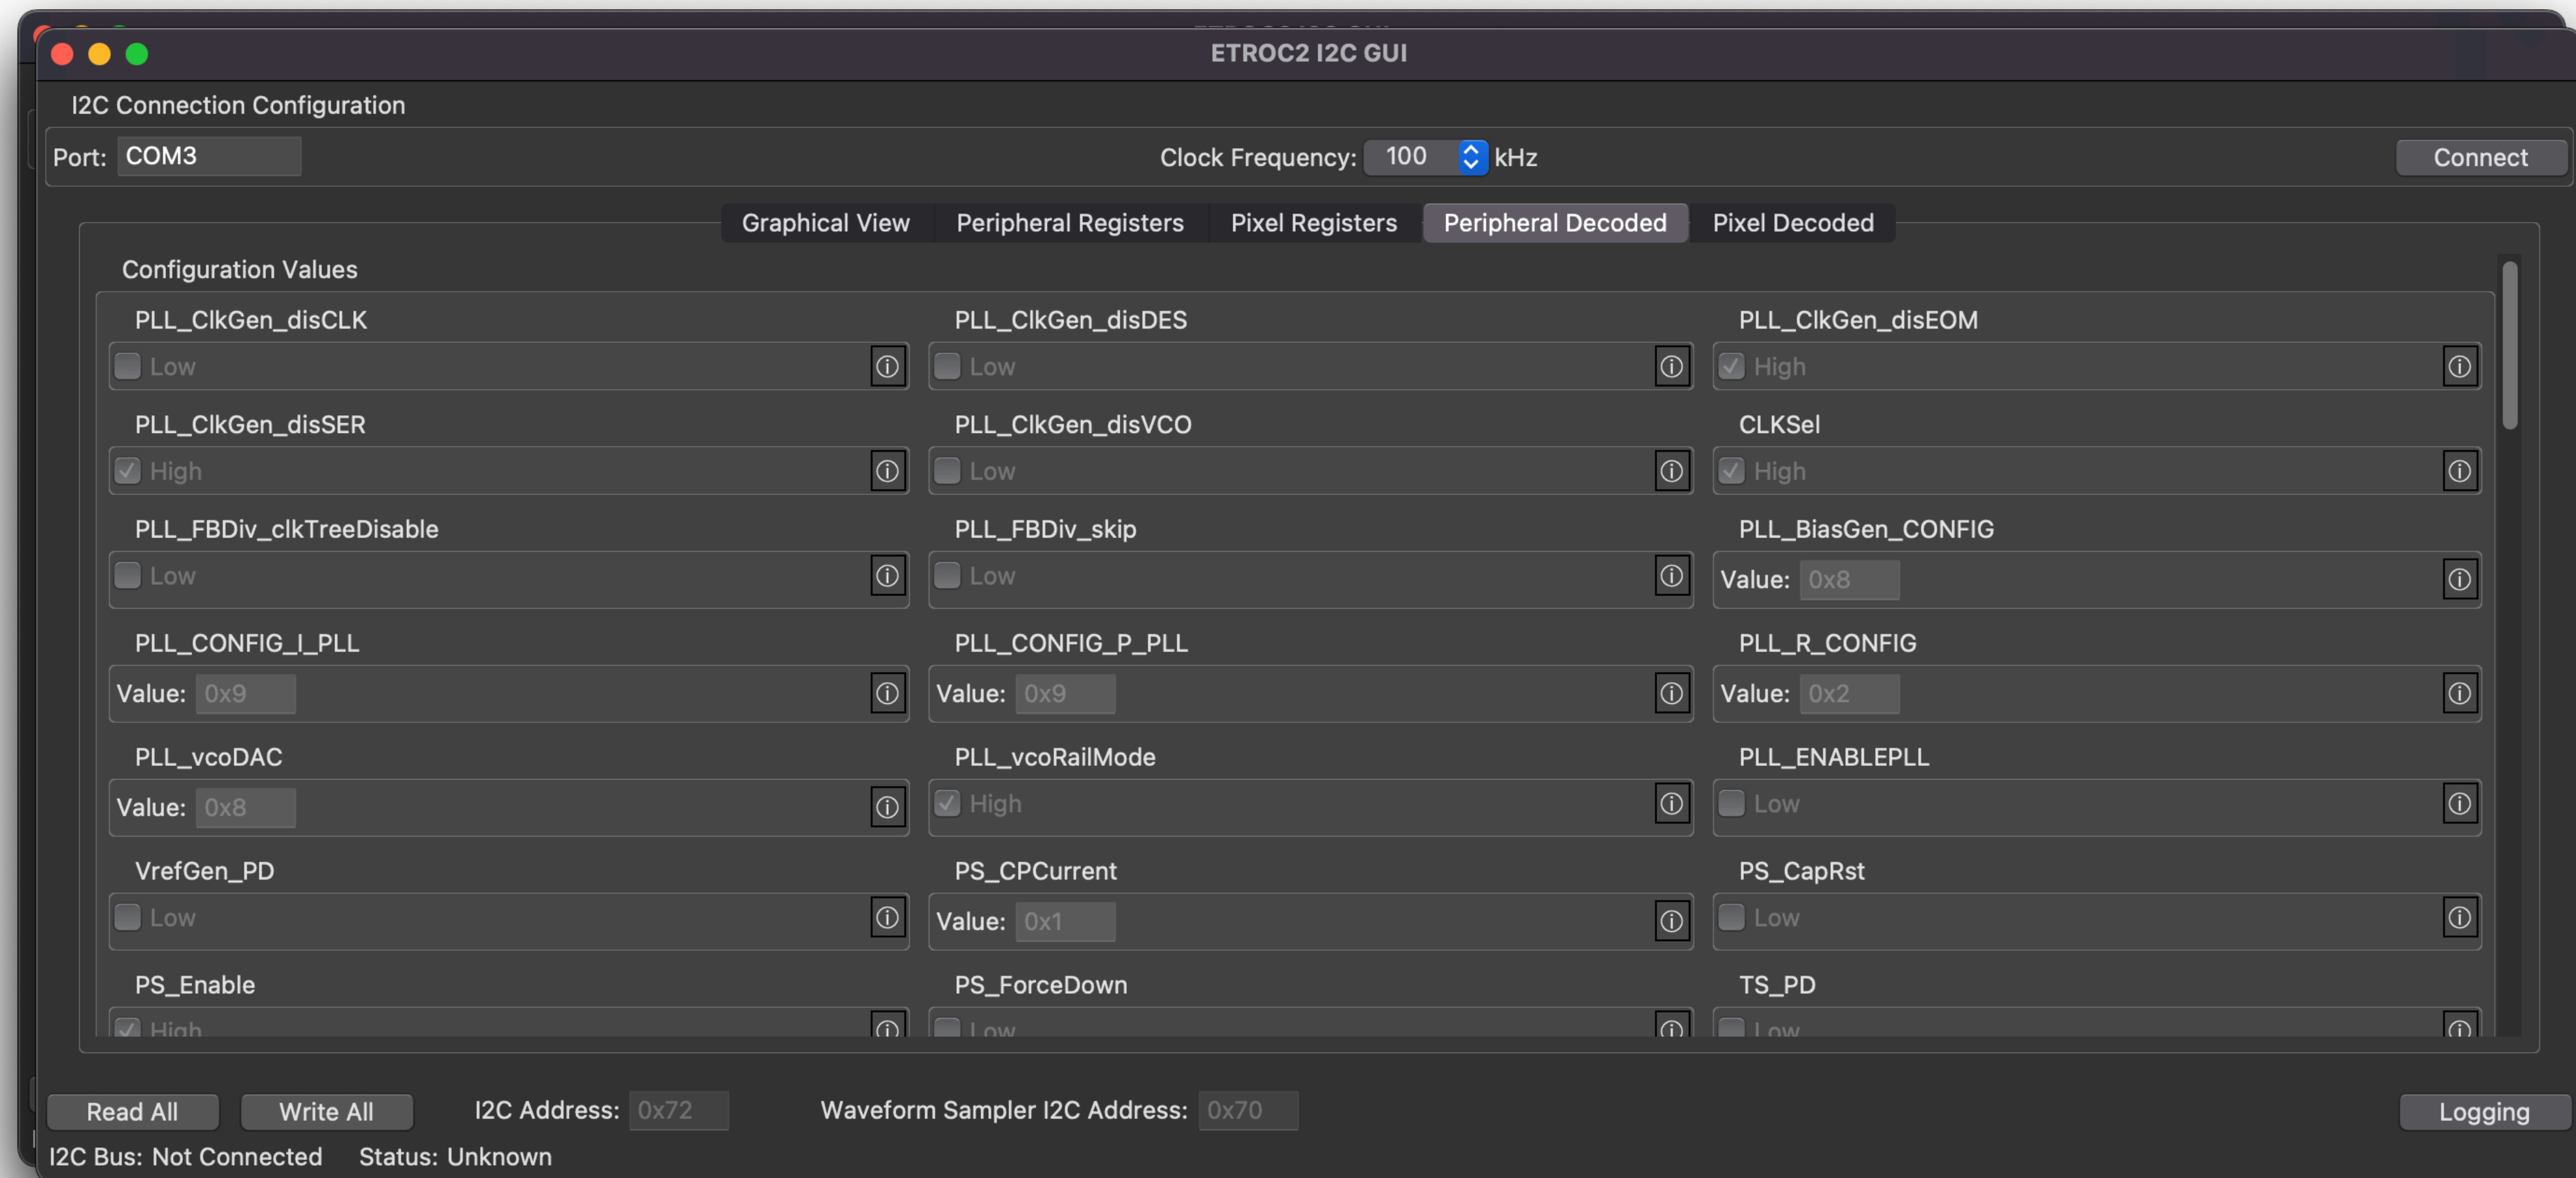 ETROC2 I2C GUI
I2C Connection Configuration
Port: COM3 Clock Frequency: 100 kHz Connect
Graphical View Peripheral Registers Pixel Registers Peripheral Decoded Pixel Decoded
Configuration Values
PLL_ClkGen_disCLK PLL_ClkGen_disDES PLL_ClkGen_disEOM
Low Low High
PLL_ClkGen_disSER PLL_ClkGen_disVCO CLKSel
High Low High
PLL_FBDiv_clkTreeDisable PLL_FBDiv_skip PLL_BiasGen_CONFIG
Low Low Value: 0x8
PLL_CONFIG_I_PLL PLL_CONFIG_P_PLL PLL_R_CONFIG
Value: 0x9 Value: 0x9 Value: 0x2
PLL_vcoDAC PLL_vcoRailMode PLL_ENABLEPLL
Value: 0x8 High Low
VrefGen_PD PS_CPCurrent PS_CapRst
Low Value: 0x1 Low
PS_Enable PS_ForceDown TS_PD
High Low Low
Read All Write All I2C Address: 0x72 Waveform Sampler I2C Address: 0x70 Logging
I2C Bus: Not Connected Status: Unknown